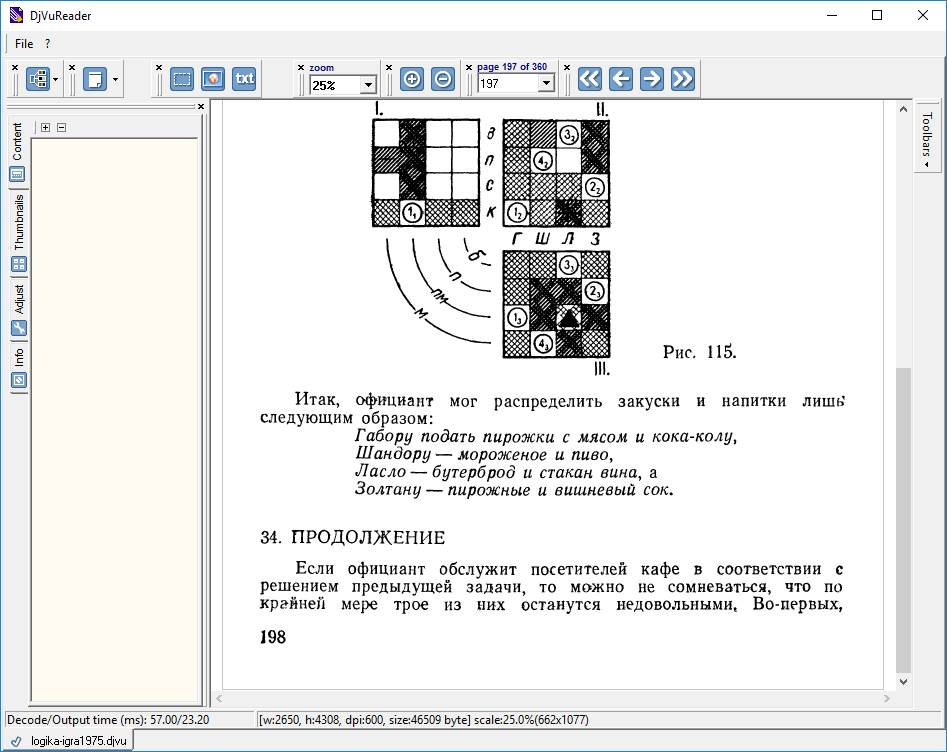 DjVuReader
File ?
txt
zoom
25%
page 197 of 360
197
Content
Thumbnails
Adjust
Info
Toolbars
I.
II.
в
п
с
к
3₂
4₂
2₂
1₁
1₂
Г Ш Л З
б
п
пм
м
3₃
2₃
1₃
4₃
III.
Рис. 115.
Итак, официант мог распределить закуски и напитки лишь
следующим образом:
Габору подать пирожки с мясом и кока-колу,
Шандору — мороженое и пиво,
Ласло — бутерброд и стакан вина, а
Золтану — пирожные и вишневый сок.
34. ПРОДОЛЖЕНИЕ
Если официант обслужит посетителей кафе в соответствии с
решением предыдущей задачи, то можно не сомневаться, что по
крайней мере трое из них останутся недовольными. Во-первых,
198
Decode/Output time (ms): 57.00/23.20
[w:2650, h:4308, dpi:600, size:46509 byte] scale:25.0%(662x1077)
logika-igra1975.djvu